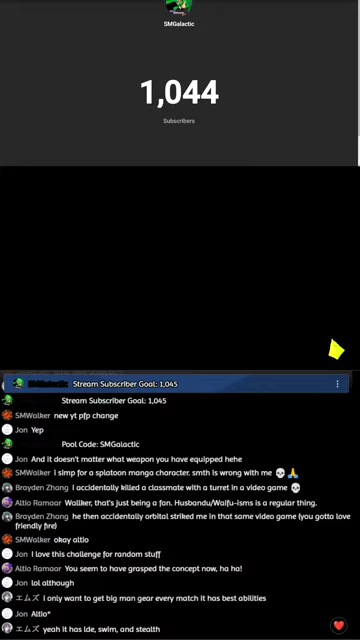 SMGalactic
1,044
Subscribers
SMGalactic Stream Subscriber Goal: 1,045
Stream Subscriber Goal: 1,045
SMWalker new yt pfp change
Jon Yep
Pool Code: SMGalactic
Jon And it doesn't matter what weapon you have equipped hehe
SMWalker I simp for a splatoon manga character. smth is wrong with me 💀 🙏
Brayden Zhang I accidentally killed a classmate with a turret in a video game 💀
Altio Ramaar Wallker, that's just being a fan. Husbandu/Waifu-isms is a regular thing.
Brayden Zhang he then accidentally orbital striked me in that same video game (you gotta love
friendly fire)
SMWalker okay altio
Jon I love this challenge for random stuff
Altio Ramaar You seem to have grasped the concept now, ha ha!
Jon lol although
エムズ I only want to get big man gear every match it has best abilities
Jon Altio*
エムズ yeah it has lde, swim, and stealth